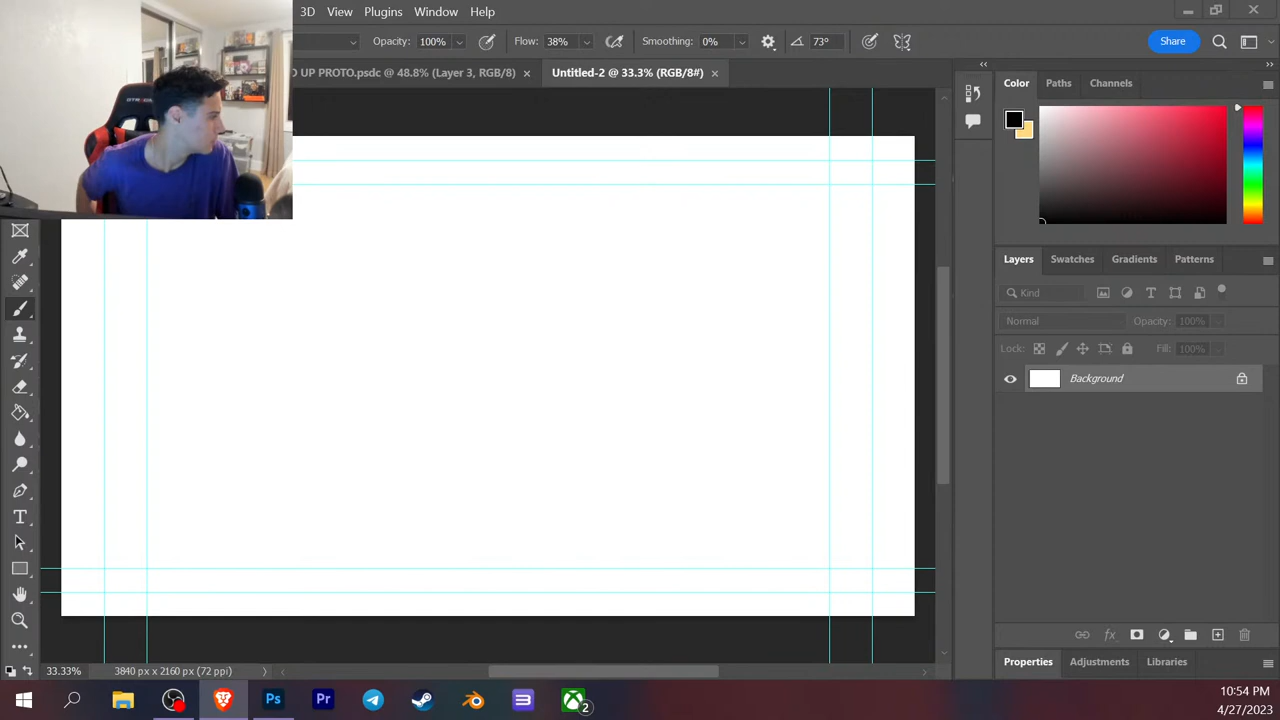 3D View Plugins Window Help
Opacity: 100% Flow: 38% Smoothing: 0% 73° Share
D UP PROTO.psdc @ 48.8% (Layer 3, RGB/8) × Untitled-2 @ 33.3% (RGB/8#) ×
Color Paths Channels
Layers Swatches Gradients Patterns
Kind
Normal Opacity: 100%
Lock: Fill: 100%
Background
33.33% 3840 px x 2160 px (72 ppi)
Properties Adjustments Libraries
Ps Pr 2
10:54 PM
4/27/2023